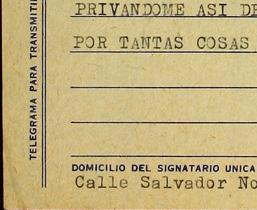 PRIVANDOME ASI DE
POR TANTAS COSAS
DOMICILIO DEL SIGNATARIO UNICA
Calle Salvador No
TELEGRAMA PARA TRANSMITI